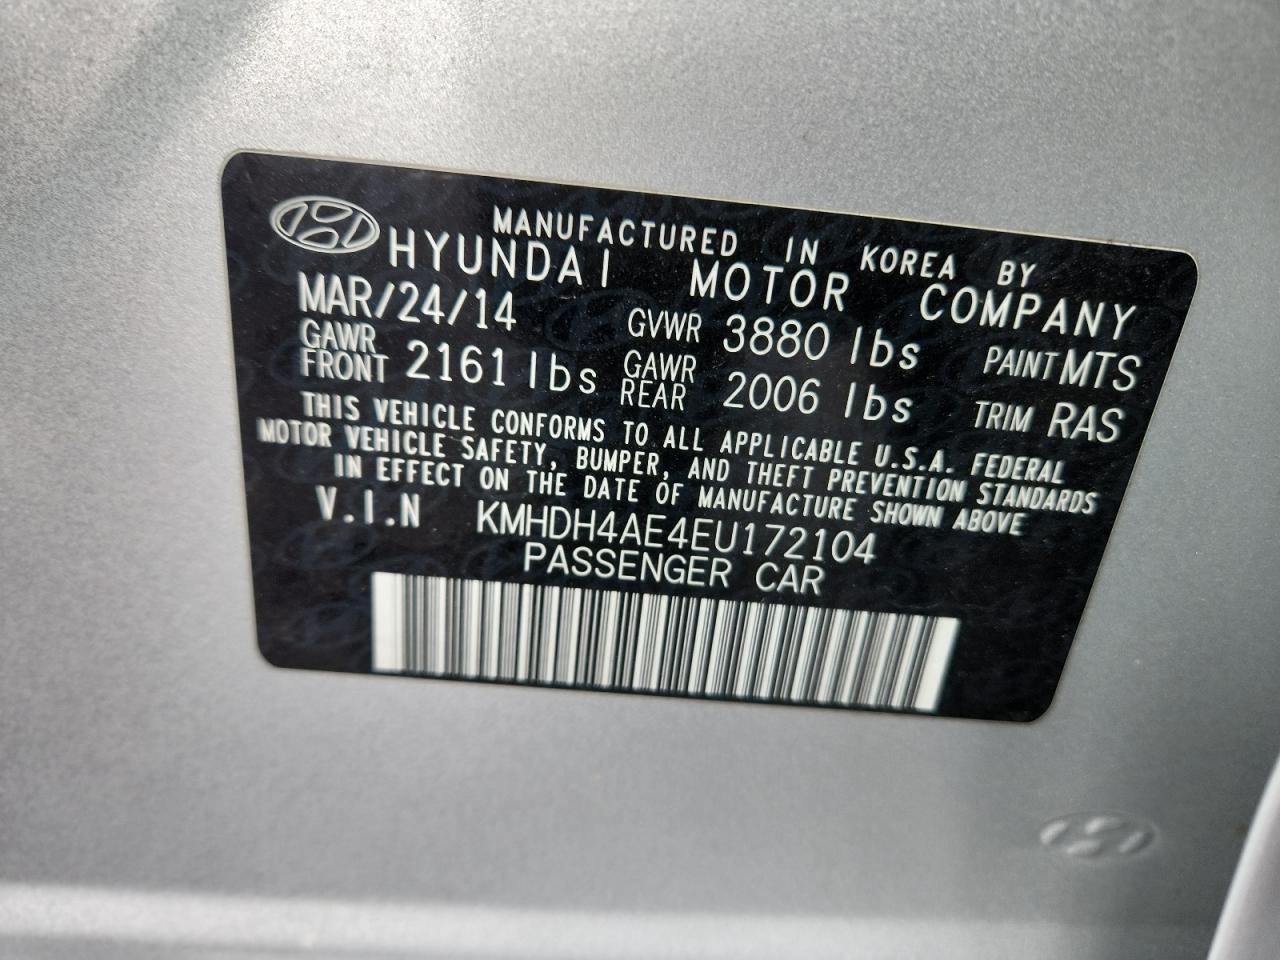 MANUFACTURED IN KOREA BY
HYUNDAI MOTOR COMPANY
MAR/24/14 GVWR 3880 lbs PAINT MTS
GAWR FRONT 2161 lbs GAWR REAR 2006 lbs TRIM RAS
THIS VEHICLE CONFORMS TO ALL APPLICABLE U.S.A. FEDERAL
MOTOR VEHICLE SAFETY, BUMPER, AND THEFT PREVENTION STANDARDS
IN EFFECT ON THE DATE OF MANUFACTURE SHOWN ABOVE
V.I.N KMHDH4AE4EU172104
PASSENGER CAR